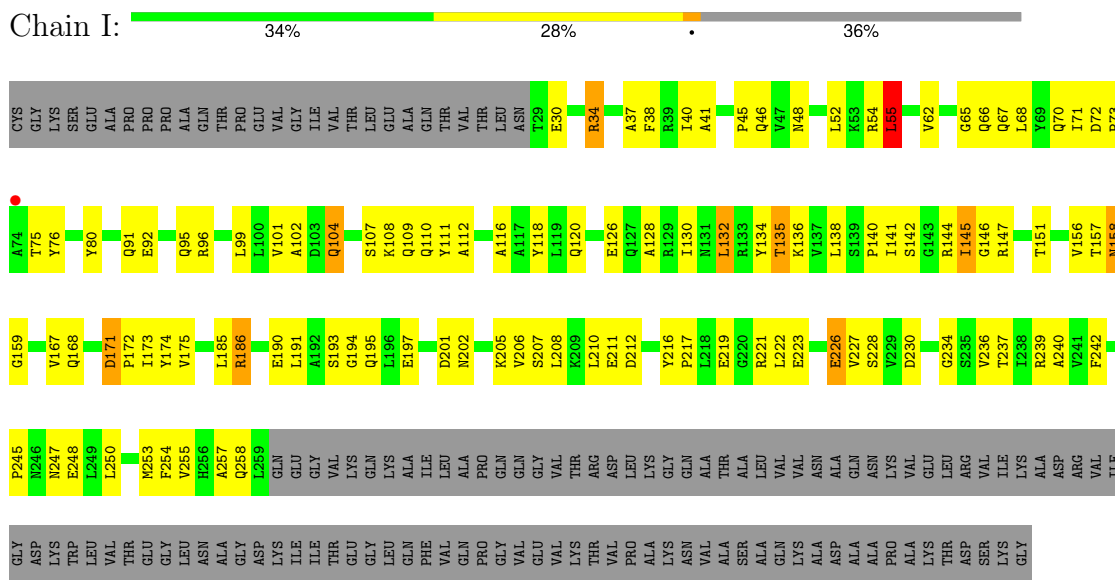 Chain I:
34% 28% • 36%
CYS GLY LYS SER GLU ALA PRO PRO PRO ALA GLN THR PRO GLU VAL GLY ILE VAL THR LEU GLU ALA GLN THR VAL THR LEU ASN T29 E30 R34 A37 F38 R39 I40 A41 P45 Q46 V47 N48 L52 K53 R54 L55 V62 G65 Q66 Q67 L68 Y69 Q70 I71 D72 P73
A74 T75 Y76 Y80 Q91 E92 Q95 R96 L99 L100 V101 A102 D103 Q104 S107 K108 Q109 Q110 Y111 A112 A116 A117 Y118 L119 Q120 E126 Q127 A128 R129 I130 N131 L132 R133 Y134 T135 K136 V137 L138 S139 P140 I141 S142 G143 R144 I145 G146 R147 T151 V156 T157 N158
G159 V167 Q168 D171 P172 I173 Y174 V175 L185 R186 E190 L191 A192 S193 G194 Q195 L196 E197 D201 N202 K205 V206 S207 L208 K209 L210 E211 D212 Y216 P217 L218 E219 G220 R221 L222 E223 E226 V227 S228 V229 D230 G234 S235 V236 T237 I238 R239 A240 V241 F242
P245 N246 N247 E248 L249 L250 M253 F254 V255 H256 A257 Q258 L259 GLN GLU GLY VAL LYS GLN LYS ALA ILE LEU ALA PRO GLN GLN GLY VAL THR ARG ASP LEU LYS GLY GLN ALA THR ALA LEU VAL VAL ASN ALA GLN ASN LYS VAL GLU LEU ARG VAL ILE LYS ALA ASP ARG VAL ILE
GLY ASP LYS TRP LEU VAL THR GLU GLY LEU ASN ALA GLY ASP LYS ILE ILE THR GLU GLY LEU GLN PHE VAL GLN PRO GLY VAL GLU VAL LYS THR VAL PRO ALA LYS ASN VAL ALA SER ALA GLN LYS ALA ASP ALA ALA PRO ALA LYS THR ASP SER LYS GLY